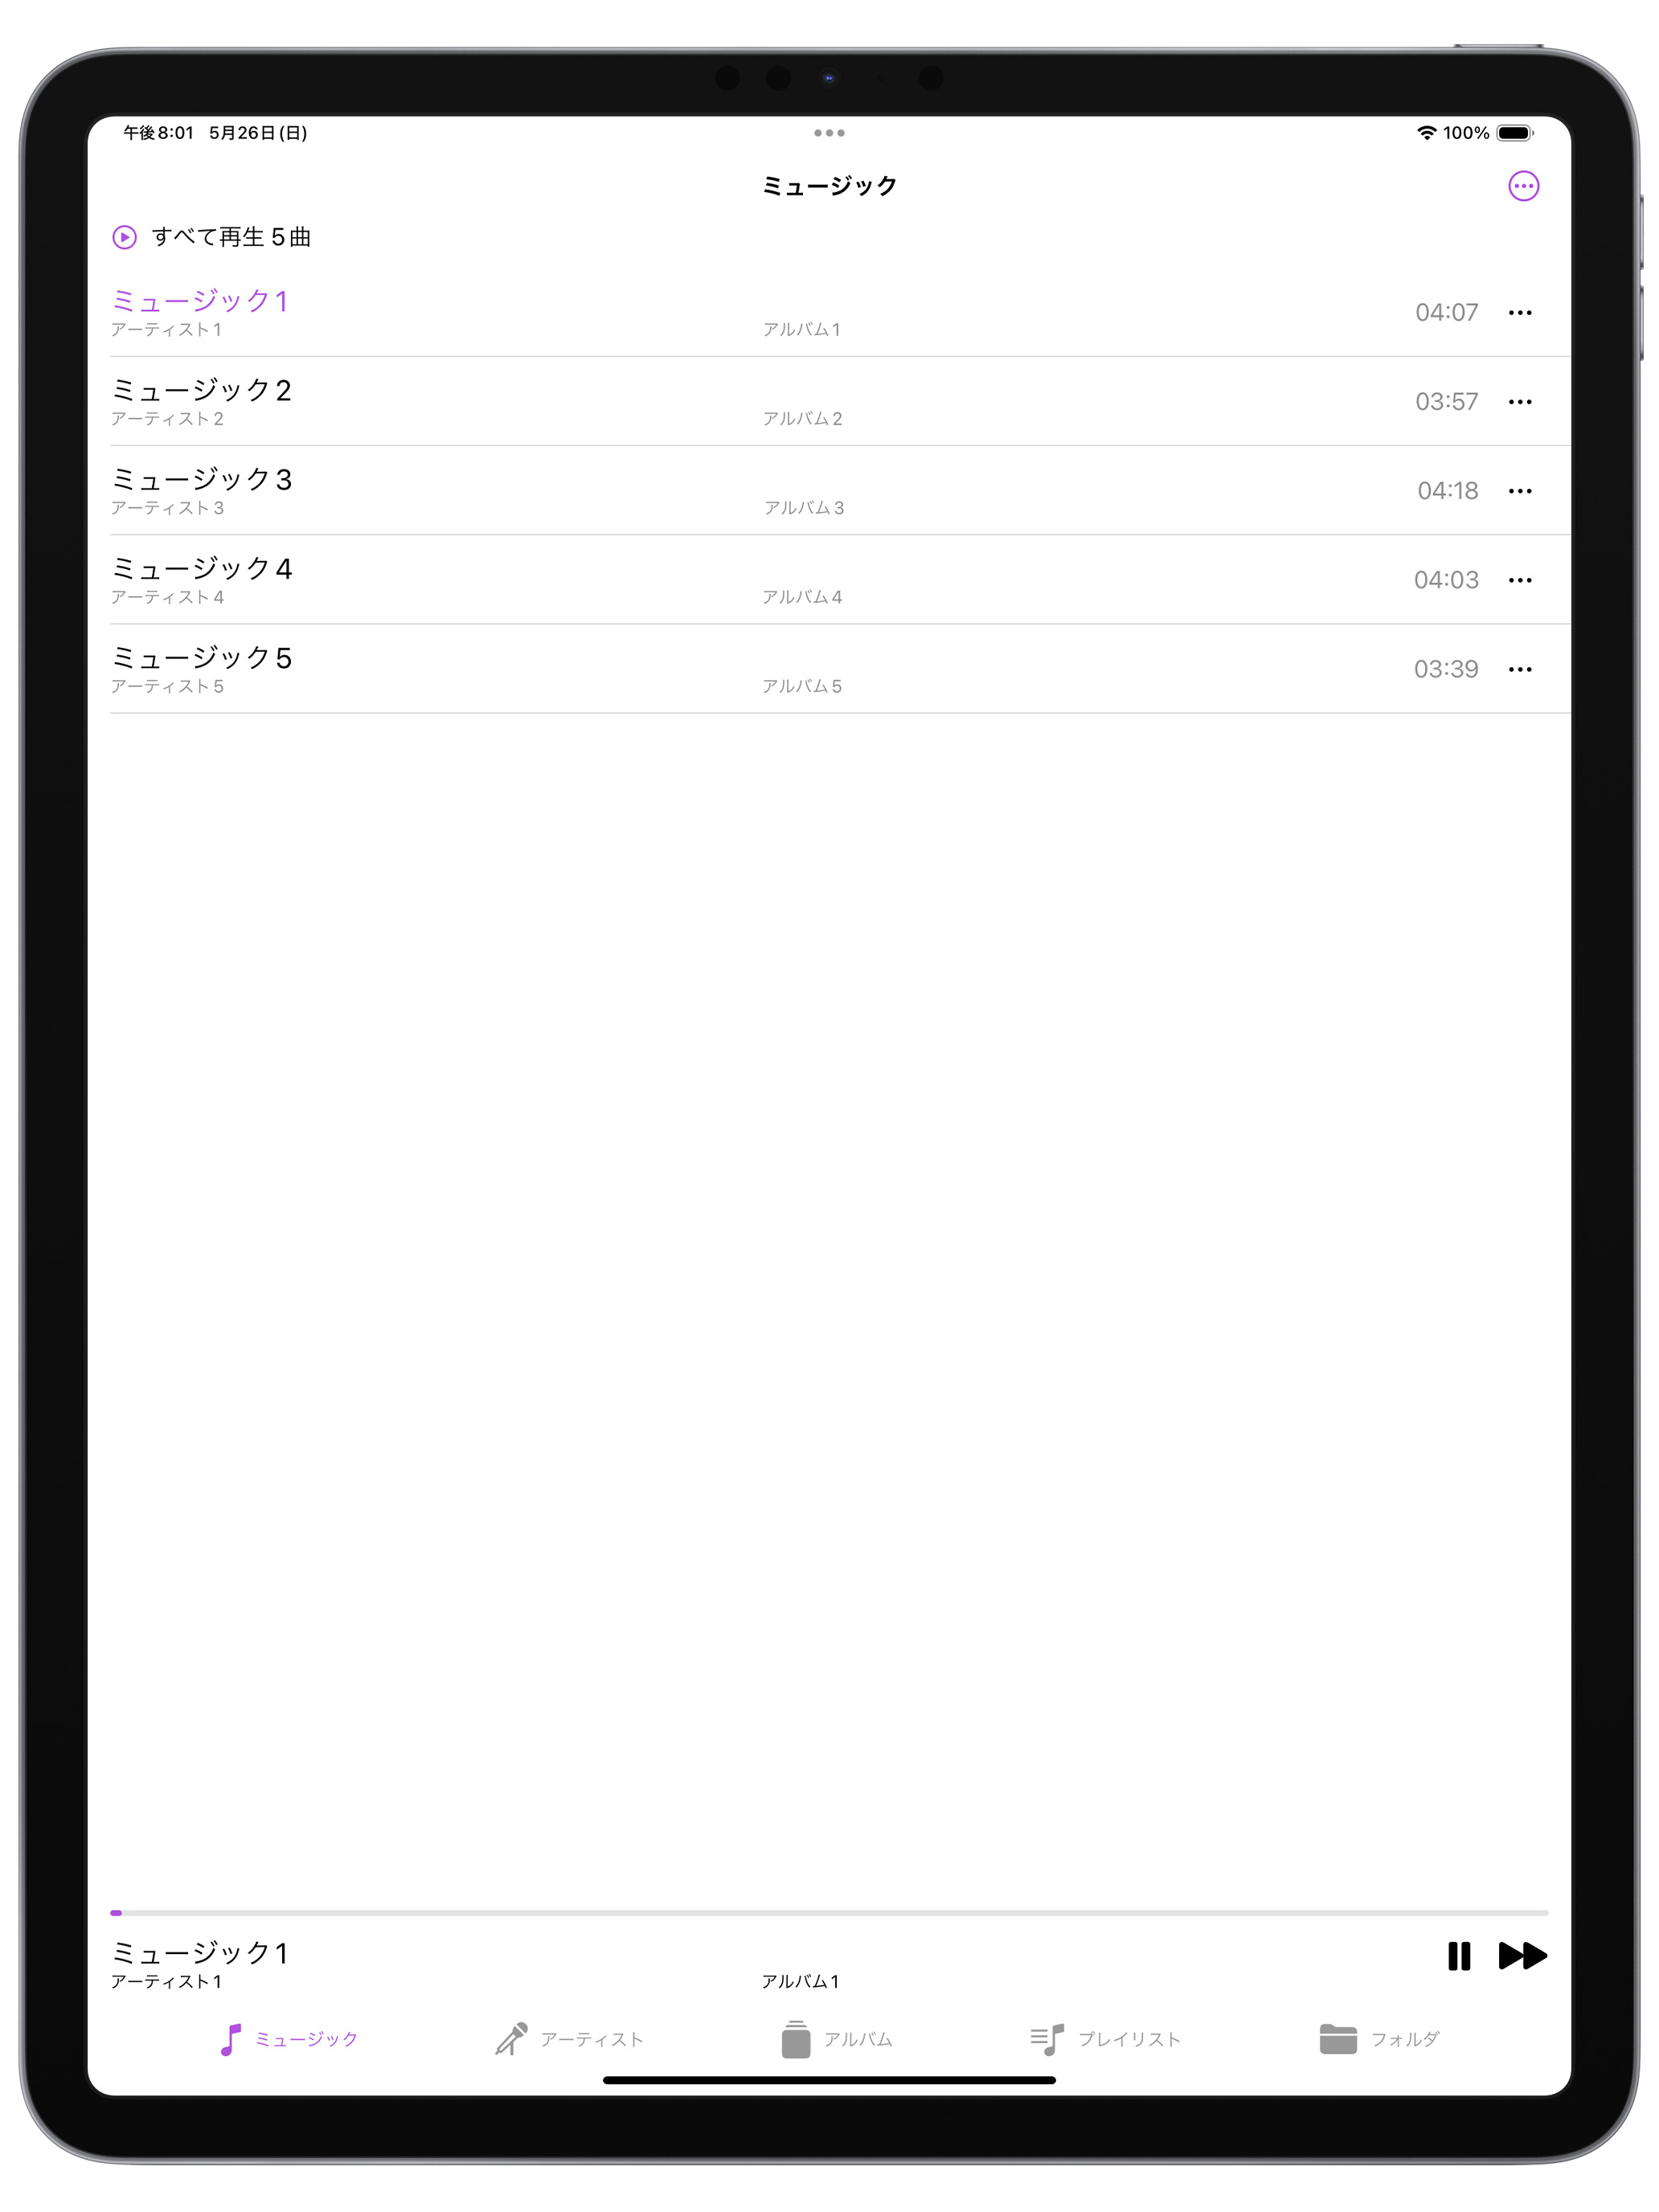 午後8:01 5月26日(日) 100%
ミュージック
すべて再生 5曲
ミュージック1
アーティスト1 アルバム1 04:07
ミュージック2
アーティスト2 アルバム2 03:57
ミュージック3
アーティスト3 アルバム3 04:18
ミュージック4
アーティスト4 アルバム4 04:03
ミュージック5
アーティスト5 アルバム5 03:39
ミュージック1
アーティスト1 アルバム1
ミュージック アーティスト アルバム プレイリスト フォルダ